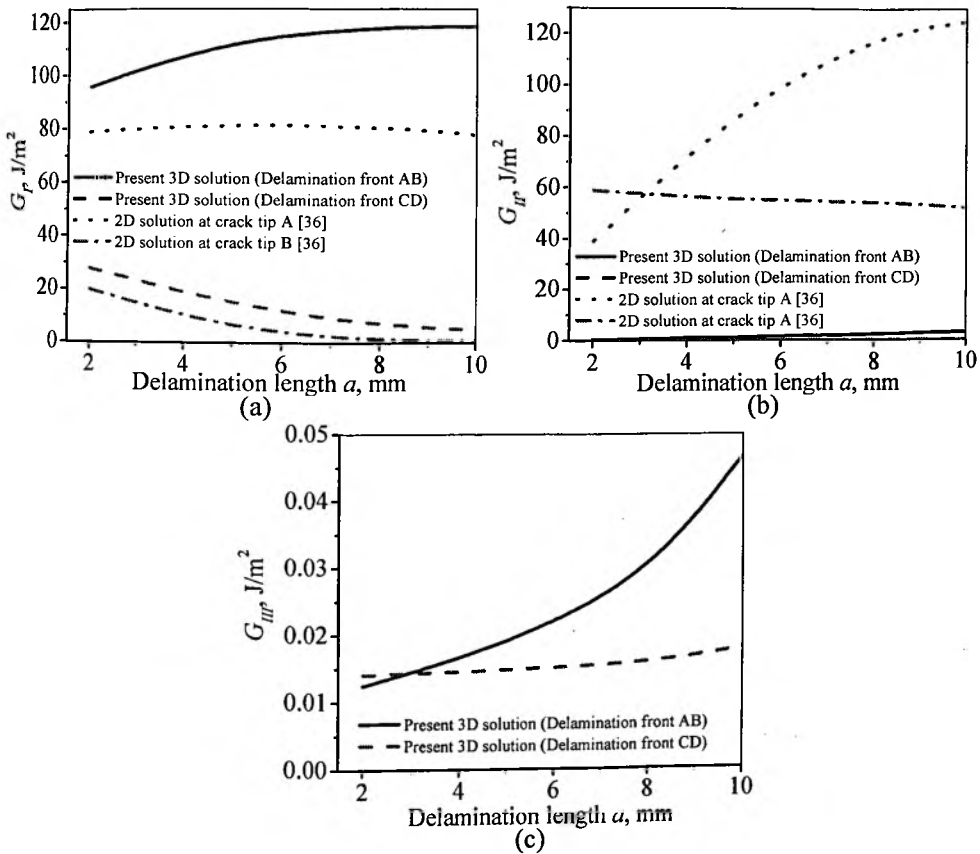 120
100
80
60
40
20
0
G_I, J/m²
Present 3D solution (Delamination front AB)
Present 3D solution (Delamination front CD)
2D solution at crack tip A [36]
2D solution at crack tip B [36]
2 4 6 8 10
Delamination length a, mm
(a)
120
100
80
60
40
20
0
G_II, J/m²
Present 3D solution (Delamination front AB)
Present 3D solution (Delamination front CD)
2D solution at crack tip A [36]
2D solution at crack tip A [36]
2 4 6 8 10
Delamination length a, mm
(b)
0.05
0.04
0.03
0.02
0.01
0.00
G_III, J/m²
Present 3D solution (Delamination front AB)
Present 3D solution (Delamination front CD)
2 4 6 8 10
Delamination length a, mm
(c)